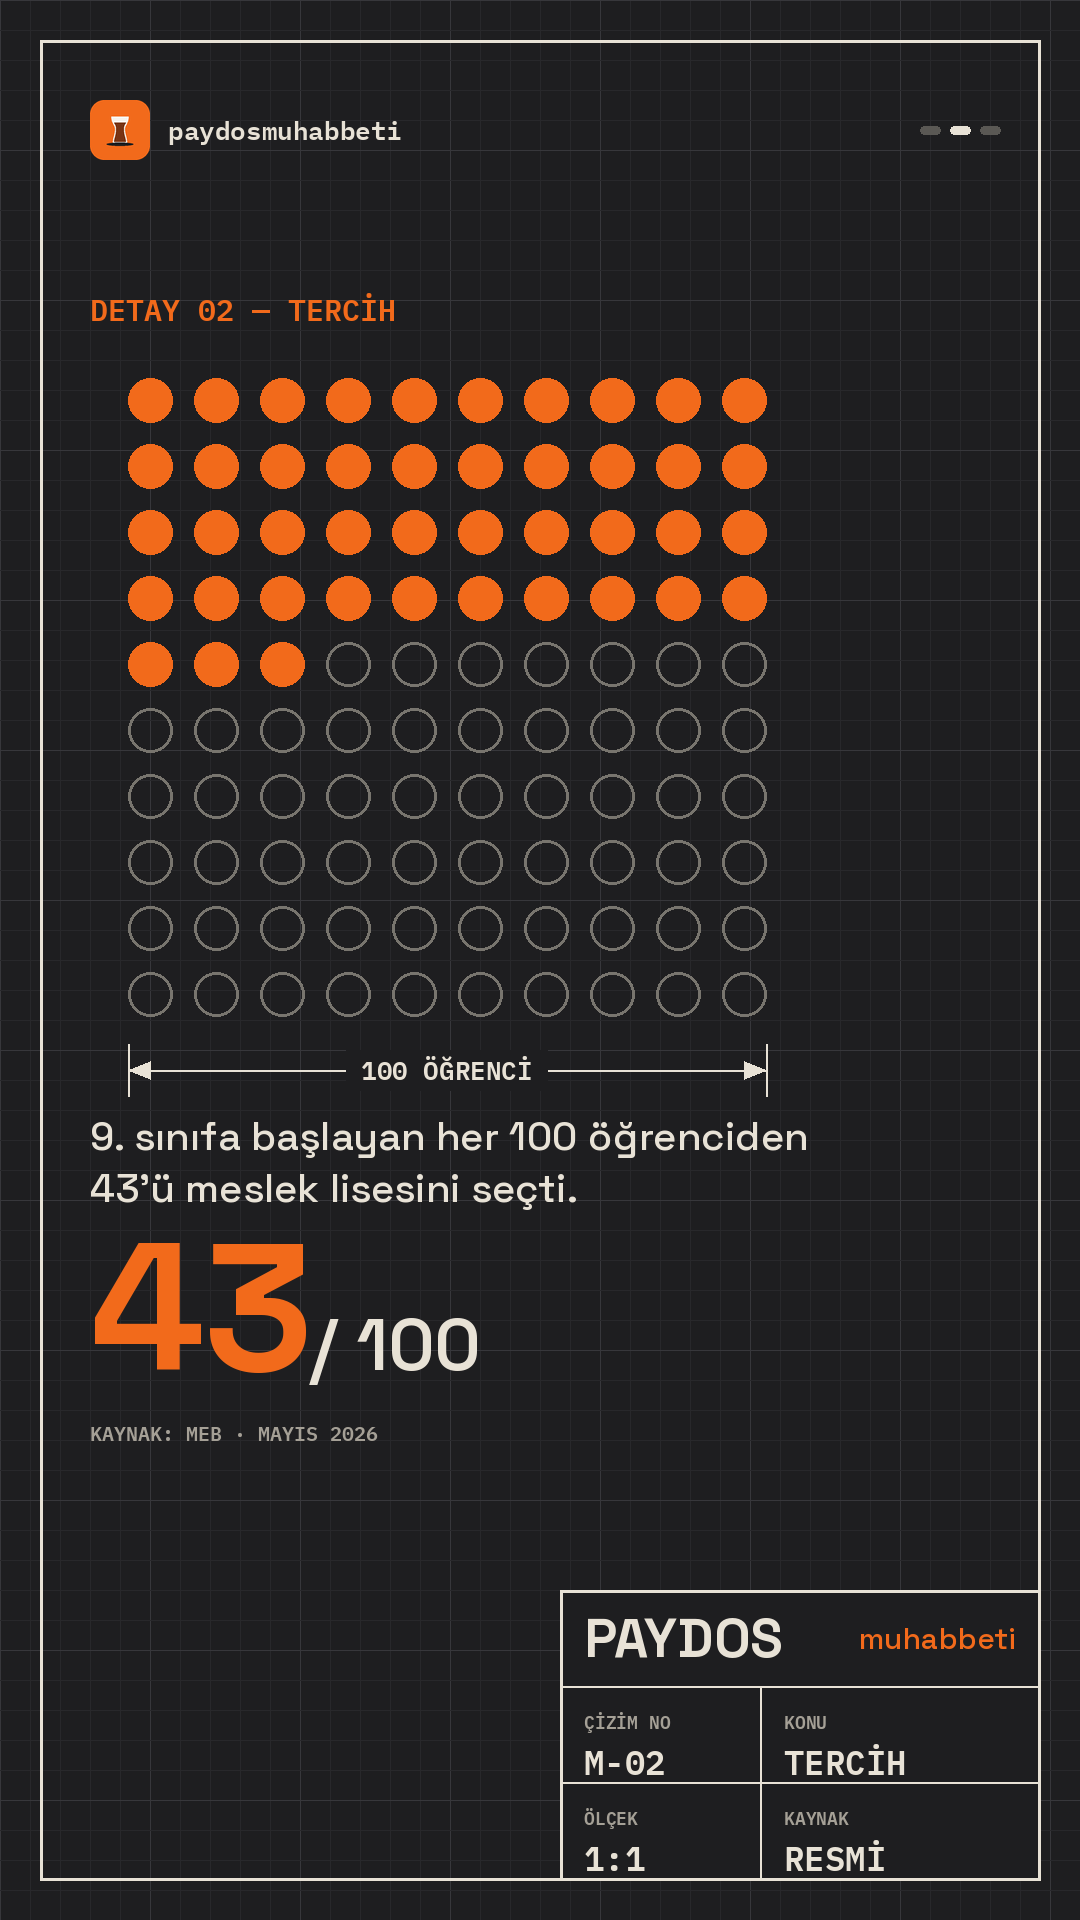 paydosmuhabbeti
DETAY 02 — TERCİH
100 ÖĞRENCİ
9. sınıfa başlayan her 100 öğrenciden
43’ü meslek lisesini seçti.
43/ 100
KAYNAK: MEB · MAYIS 2026
PAYDOS muhabbeti
ÇİZİM NO
M-02
KONU
TERCİH
ÖLÇEK
1:1
KAYNAK
RESMİ